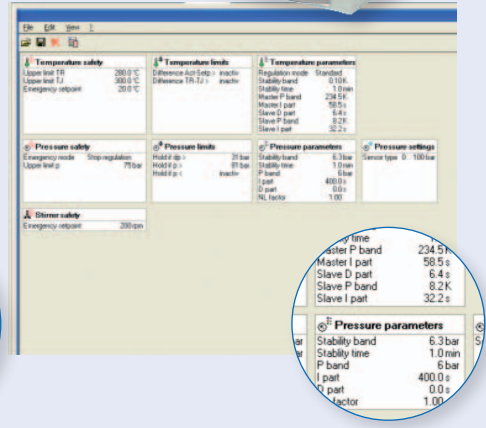 File Edit View ?
Temperature safety
Upper limit TR 280.0 °C
Upper limit TJ 300.0 °C
Emergency setpoint 20.0 °C
Temperature limits
Difference Act-Setp > inactiv
Difference TR-TJ > inactiv
Temperature parameters
Regulation mode Standard
Stability band 0.10 K
Stablity time 1.0 min
Master P band 234.5 K
Master I part 58.5 s
Slave D part 6.4 s
Slave P band 8.2 K
Slave I part 32.2 s
Pressure safety
Emergency mode Stop regulation
Upper limit p 75 bar
Pressure limits
Hold if dp > 31 bar
Hold if p > 81 bar
Hold if p < inactiv
Pressure parameters
Stability band 6.3 bar
Stablity time 1.0 min
P band 6 bar
I part 400.0 s
D part 0.0 s
NL factor 1.00
Pressure settings
Sensor type 0...100 bar
Stirrer safety
Emergency setpoint 200 rpm
time
Master P band 234.5 K
Master I part 58.5 s
Slave D part 6.4 s
Slave P band 8.2 K
Slave I part 32.2 s
Pressure parameters
Stability band 6.3 bar
Stablity time 1.0 min
P band 6 bar
I part 400.0 s
D part 0.0 s
factor 1.00